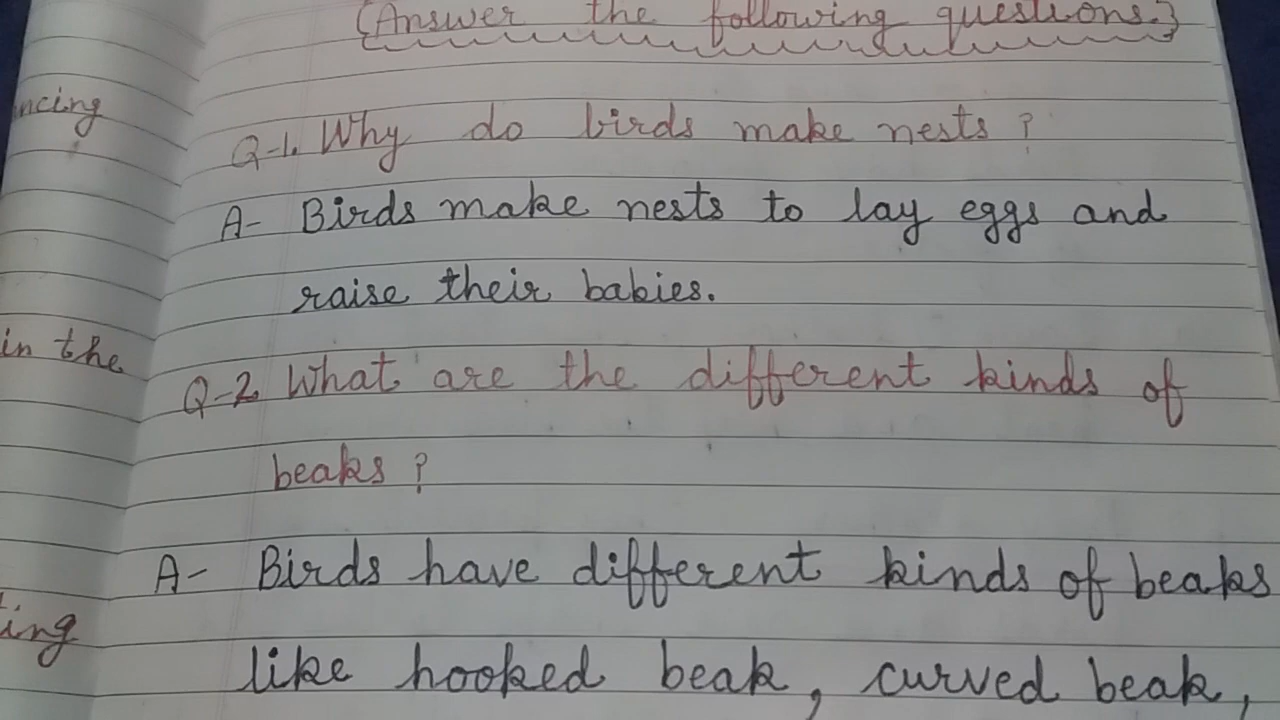 (Answer the following questions.)
ncing
Q-1. Why do birds make nests ?
A- Birds make nests to lay eggs and
raise their babies.
in the
Q-2. What are the different kinds of
beaks ?
A- Birds have different kinds of beaks
ing
like hooked beak, curved beak,